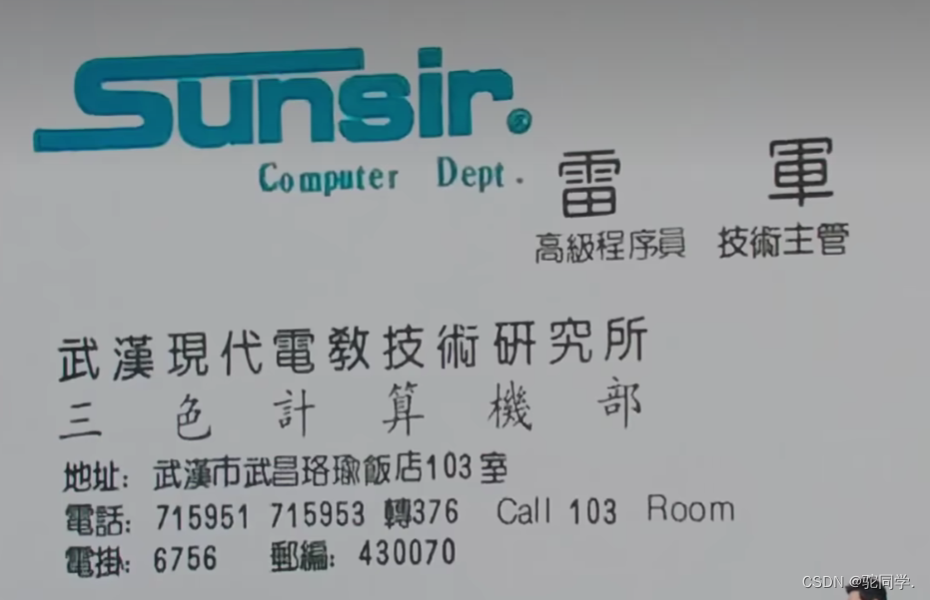 Sunsir®
Computer Dept.
雷 軍
高級程序員 技術主管
武漢現代電教技術研究所
三色計算機部
地址: 武漢市武昌珞瑜飯店103室
電話: 715951 715953 轉376 Call 103 Room
電掛: 6756 郵編: 430070
CSDN @驼同学.